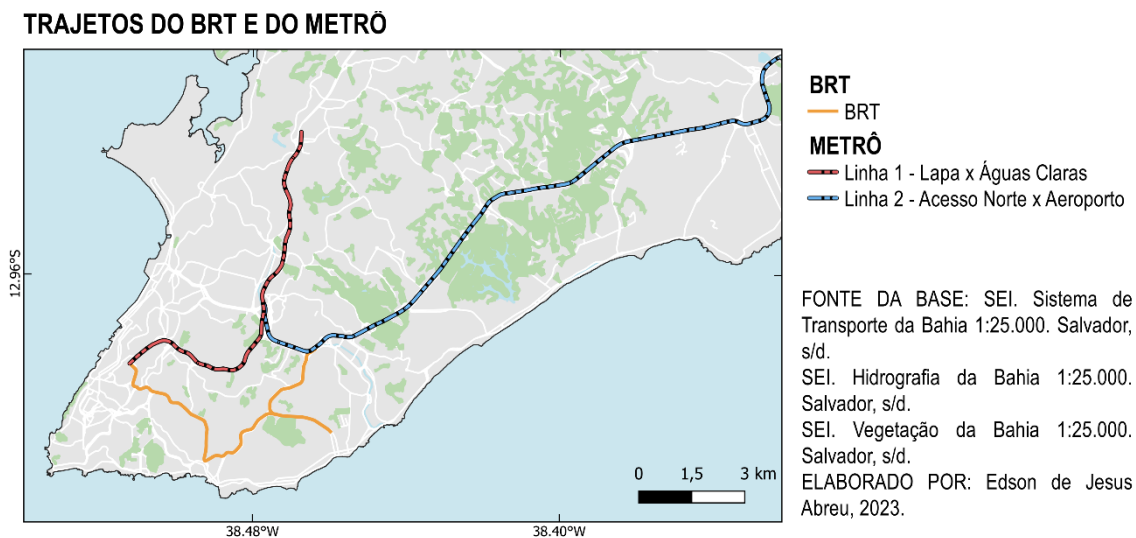 TRAJETOS DO BRT E DO METRÔ
BRT
BRT
METRÔ
Linha 1 - Lapa x Águas Claras
Linha 2 - Acesso Norte x Aeroporto
12.96°S
FONTE DA BASE: SEI. Sistema de
Transporte da Bahia 1:25.000. Salvador,
s/d.
SEI. Hidrografia da Bahia 1:25.000.
Salvador, s/d.
SEI. Vegetação da Bahia 1:25.000.
Salvador, s/d.
ELABORADO POR: Edson de Jesus
Abreu, 2023.
0 1,5 3 km
38.48°W 38.40°W